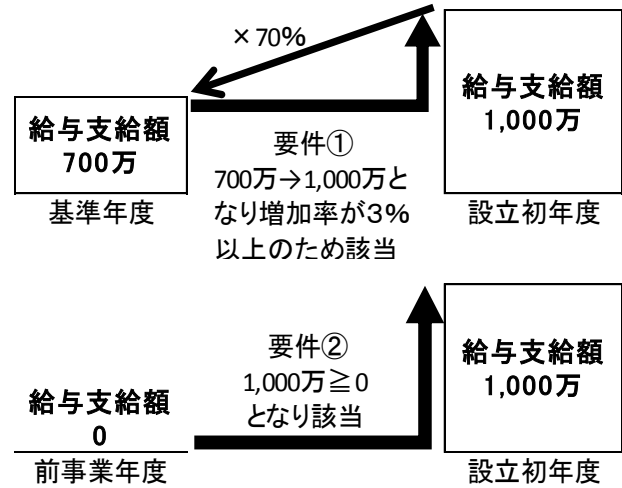 ×70%
給与支給額
700万
基準年度
要件①
700万→1,000万と
なり増加率が3%
以上のため該当
給与支給額
1,000万
設立初年度
給与支給額
0
前事業年度
要件②
1,000万≧0
となり該当
給与支給額
1,000万
設立初年度